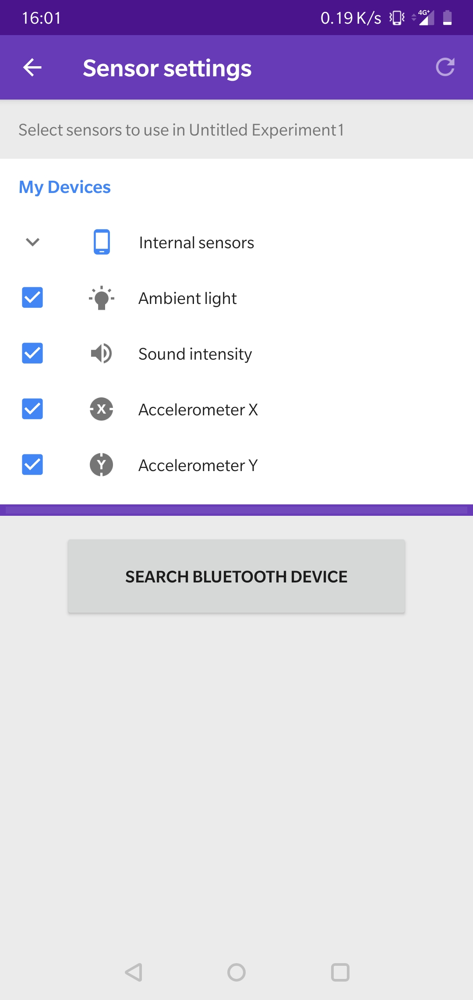 16:01
0.19 K/s
4G+
Sensor settings
Select sensors to use in Untitled Experiment1
My Devices
Internal sensors
Ambient light
Sound intensity
X
Accelerometer X
Y
Accelerometer Y
SEARCH BLUETOOTH DEVICE